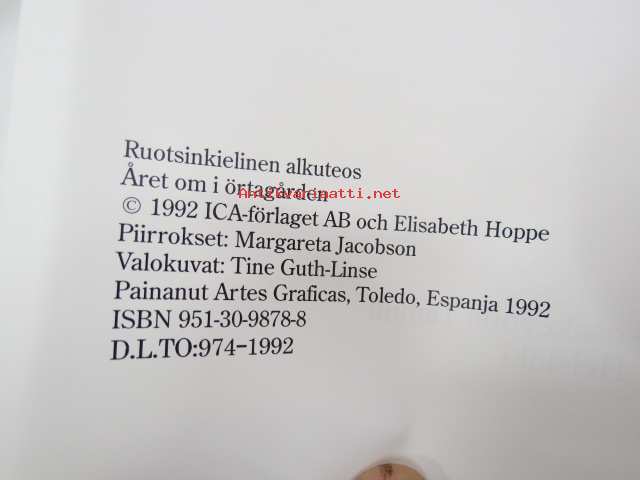 Ruotsinkielinen alkuteos
Året om i örtagården
Antikvariaatti.net
© 1992 ICA-förlaget AB och Elisabeth Hoppe
Piirrokset: Margareta Jacobson
Valokuvat: Tine Guth-Linse
Painanut Artes Graficas, Toledo, Espanja 1992
ISBN 951-30-9878-8
D.L.TO:974-1992